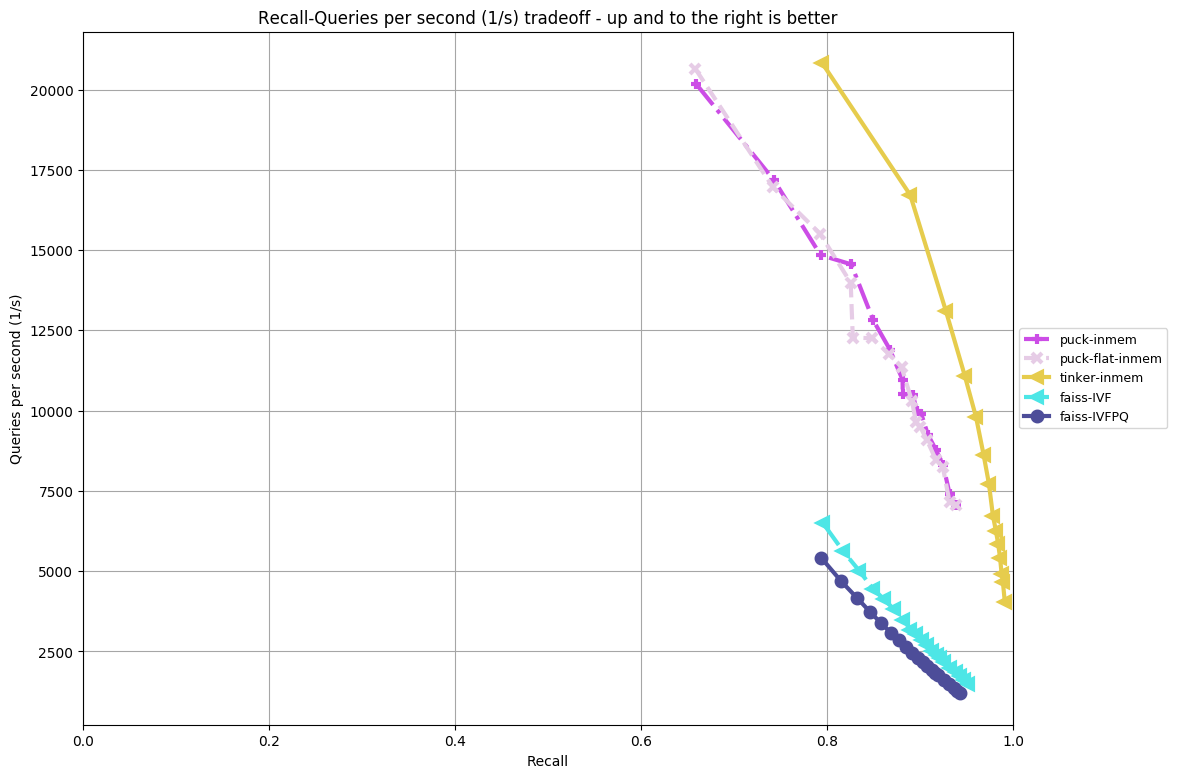 Recall-Queries per second (1/s) tradeoff - up and to the right is better
Queries per second (1/s)
20000
17500
15000
12500
10000
7500
5000
2500
0.0 0.2 0.4 0.6 0.8 1.0
Recall
puck-inmem
puck-flat-inmem
tinker-inmem
faiss-IVF
faiss-IVFPQ